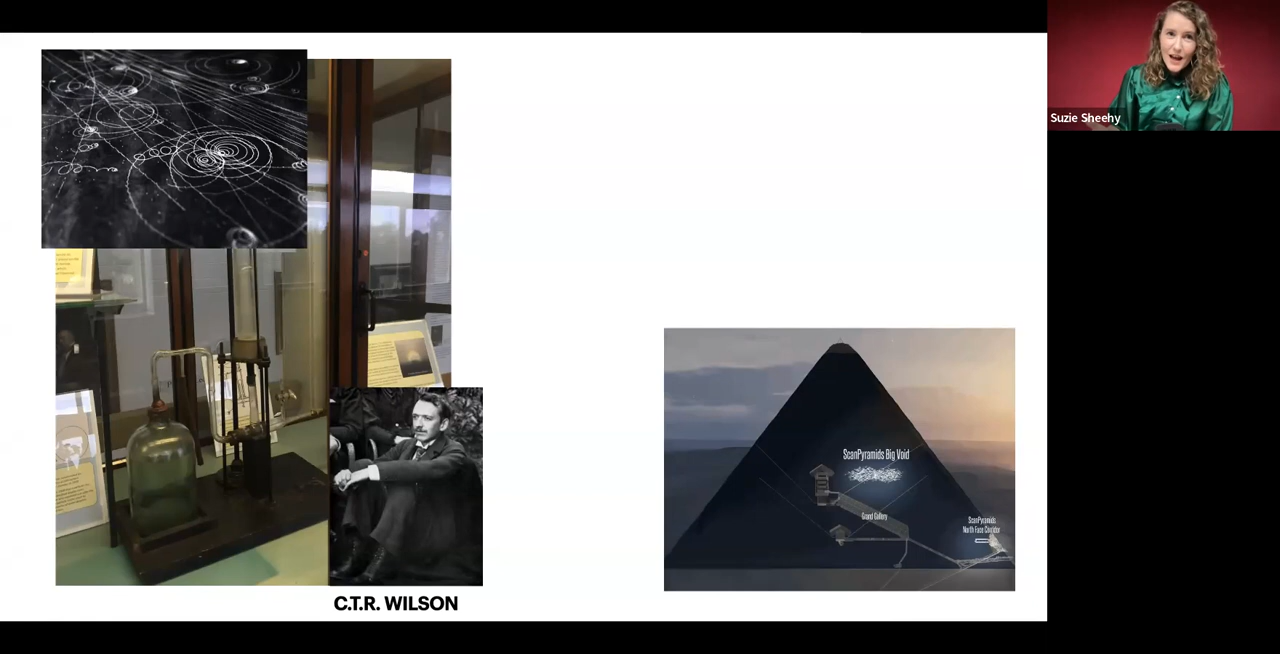 Suzie Sheehy
ScanPyramids Big Void
Grand Gallery
ScanPyramids
North Face Corridor
C.T.R. WILSON